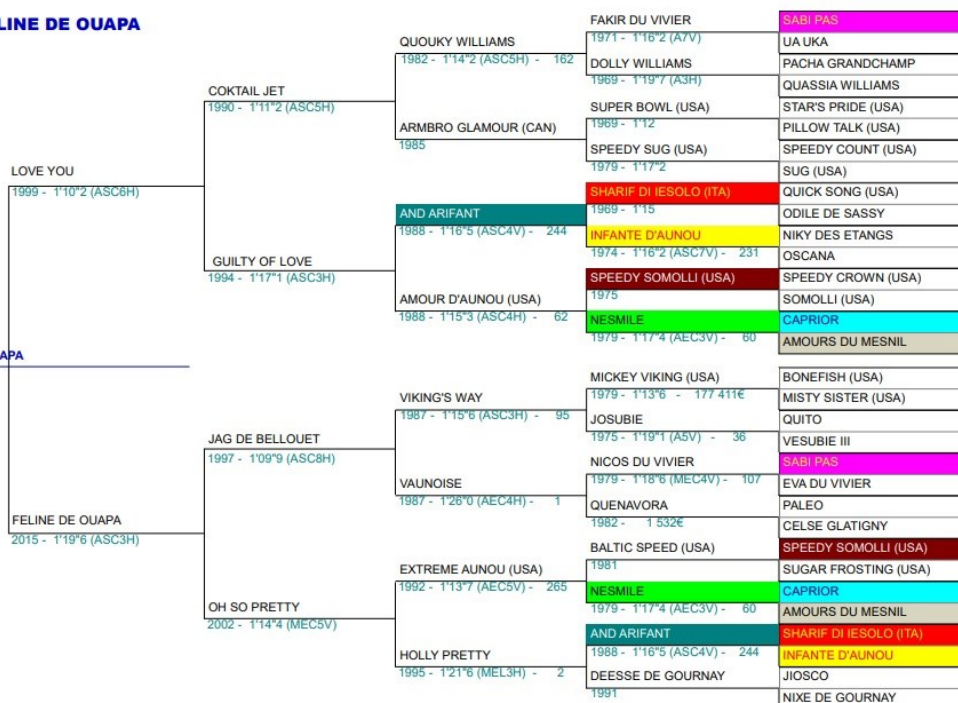 LINE DE OUAPA
APA
LOVE YOU
1999 - 1'10"2 (ASC6H)
FELINE DE OUAPA
2015 - 1'19"6 (ASC3H)
COKTAIL JET
1990 - 1'11"2 (ASC5H)
GUILTY OF LOVE
1994 - 1'17"1 (ASC3H)
JAG DE BELLOUET
1997 - 1'09"9 (ASC8H)
OH SO PRETTY
2002 - 1'14"4 (MEC5V)
QUOUKY WILLIAMS
1982 - 1'14"2 (ASC5H) - 162
ARMBRO GLAMOUR (CAN)
1985
AND ARIFANT
1988 - 1'16"5 (ASC4V) - 244
AMOUR D'AUNOU (USA)
1988 - 1'15"3 (ASC4H) - 62
VIKING'S WAY
1987 - 1'15"6 (ASC3H) - 95
VAUNOISE
1987 - 1'26"0 (AEC4H) - 1
EXTREME AUNOU (USA)
1992 - 1'13"7 (AEC5V) - 265
HOLLY PRETTY
1995 - 1'21"6 (MEL3H) - 2
FAKIR DU VIVIER
1971 - 1'16"2 (A7V)
DOLLY WILLIAMS
1969 - 1'19"7 (A3H)
SUPER BOWL (USA)
1969 - 1'12
SPEEDY SUG (USA)
1979 - 1'17"2
SHARIF DI IESOLO (ITA)
1969 - 1'15
INFANTE D'AUNOU
1974 - 1'16"2 (ASC7V) - 231
SPEEDY SOMOLLI (USA)
1975
NESMILE
1979 - 1'17"4 (AEC3V) - 60
MICKEY VIKING (USA)
1979 - 1'13"6 - 177 411€
JOSUBIE
1975 - 1'19"1 (A5V) - 36
NICOS DU VIVIER
1979 - 1'18"6 (MEC4V) - 107
QUENAVORA
1982 - 1 532€
BALTIC SPEED (USA)
1981
NESMILE
1979 - 1'17"4 (AEC3V) - 60
AND ARIFANT
1988 - 1'16"5 (ASC4V) - 244
DEESSE DE GOURNAY
1991
SABI PAS
UA UKA
PACHA GRANDCHAMP
QUASSIA WILLIAMS
STAR'S PRIDE (USA)
PILLOW TALK (USA)
SPEEDY COUNT (USA)
SUG (USA)
QUICK SONG (USA)
ODILE DE SASSY
NIKY DES ETANGS
OSCANA
SPEEDY CROWN (USA)
SOMOLLI (USA)
CAPRIOR
AMOURS DU MESNIL
BONEFISH (USA)
MISTY SISTER (USA)
QUITO
VESUBIE III
SABI PAS
EVA DU VIVIER
PALEO
CELSE GLATIGNY
SPEEDY SOMOLLI (USA)
SUGAR FROSTING (USA)
CAPRIOR
AMOURS DU MESNIL
SHARIF DI IESOLO (ITA)
INFANTE D'AUNOU
JIOSCO
NIXE DE GOURNAY